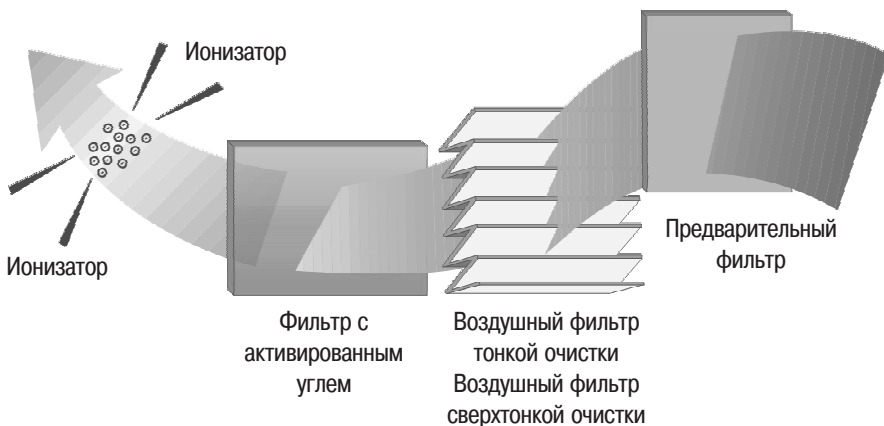 Ионизатор
Ионизатор
Предварительный
фильтр
Фильтр с
активированным
углем
Воздушный фильтр
тонкой очистки
Воздушный фильтр
сверхтонкой очистки